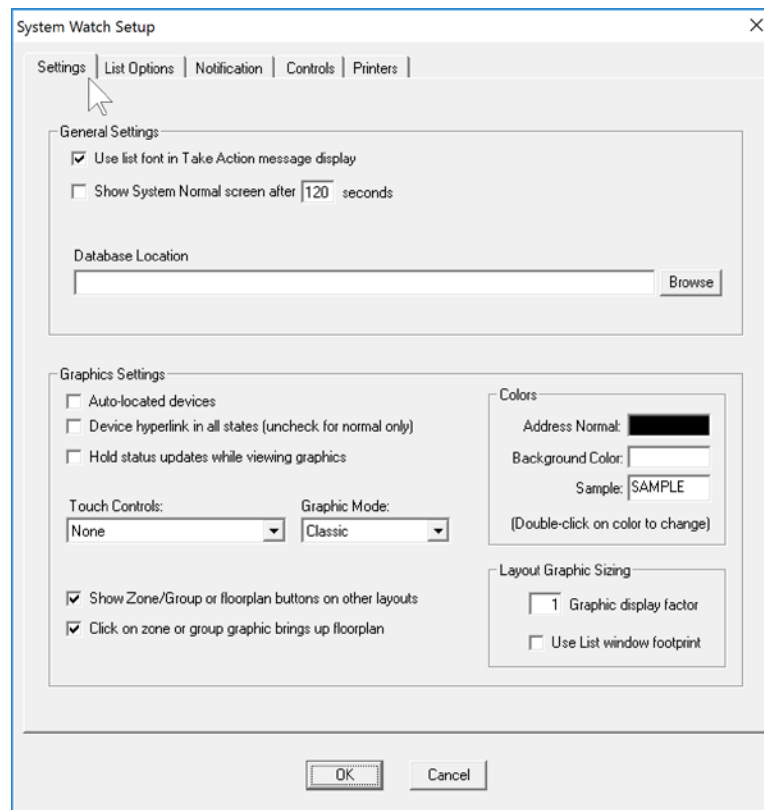 System Watch Setup
Settings List Options Notification Controls Printers
General Settings
Use list font in Take Action message display
Show System Normal screen after 120 seconds
Database Location
Browse
Graphics Settings
Auto-located devices
Device hyperlink in all states (uncheck for normal only)
Hold status updates while viewing graphics
Touch Controls: Graphic Mode:
None Classic
Show Zone/Group or floorplan buttons on other layouts
Click on zone or group graphic brings up floorplan
Colors
Address Normal:
Background Color:
Sample: SAMPLE
(Double-click on color to change)
Layout Graphic Sizing
1 Graphic display factor
Use List window footprint
OK Cancel